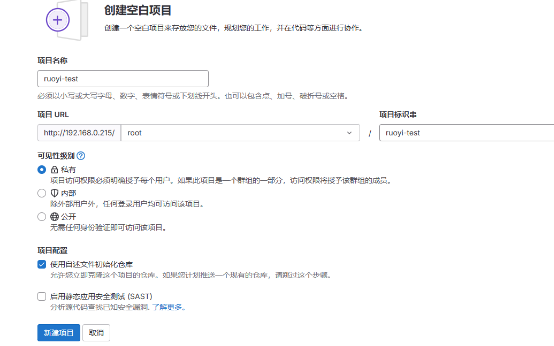 创建空白项目
创建一个空白项目来存放您的文件，规划您的工作，并在代码等方面进行协作。
项目名称
ruoyi-test
必须以小写或大写字母、数字、表情符号或下划线开头。也可以包含点、加号、破折号或空格。
项目 URL
项目标识串
http://192.168.0.215/ root / ruoyi-test
可见性级别
私有
项目访问权限必须明确授予每个用户。如果此项目是一个群组的一部分，访问权限将授予该群组的成员。
内部
除外部用户外，任何登录用户均可访问该项目。
公开
无需任何身份验证即可访问该项目。
项目配置
使用自述文件初始化仓库
允许您立即克隆这个项目的仓库。如果您计划推送一个现有的仓库，请跳过这个步骤。
启用静态应用安全测试 (SAST)
分析源代码查找已知安全漏洞. 了解更多。
新建项目 取消